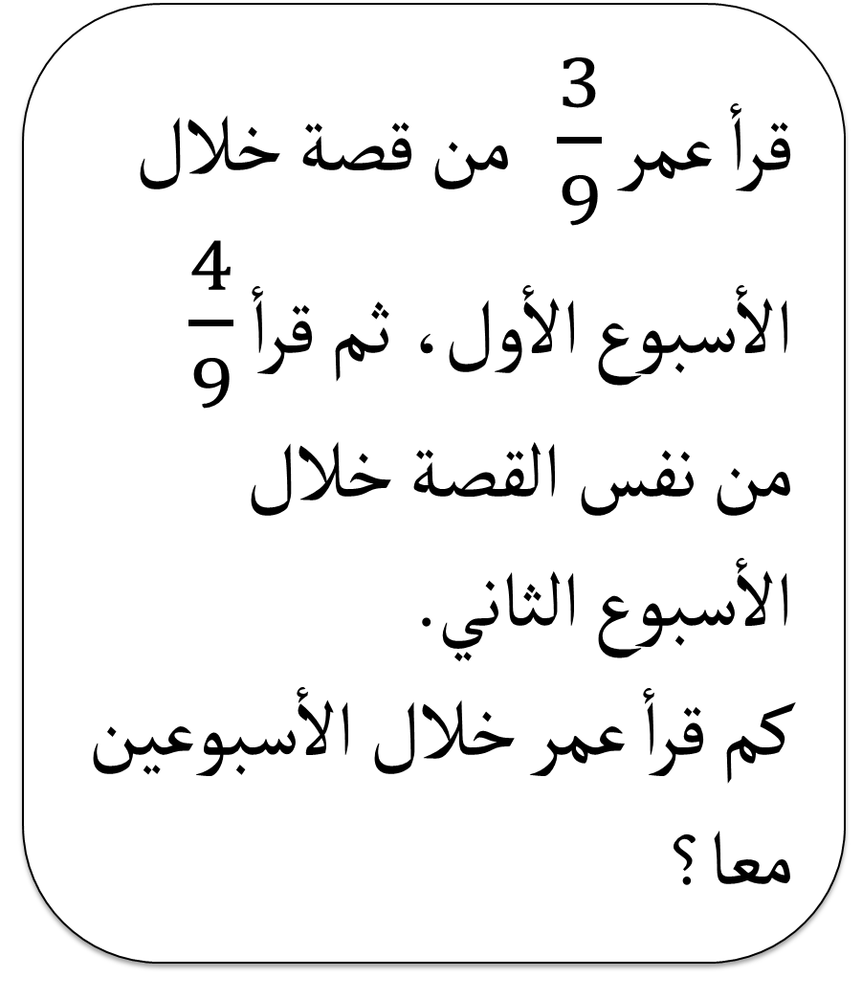 قرأ عمر 3/9 من قصة خلال
الأسبوع الأول، ثم قرأ 4/9
من نفس القصة خلال
الأسبوع الثاني.
كم قرأ عمر خلال الأسبوعين
معا؟